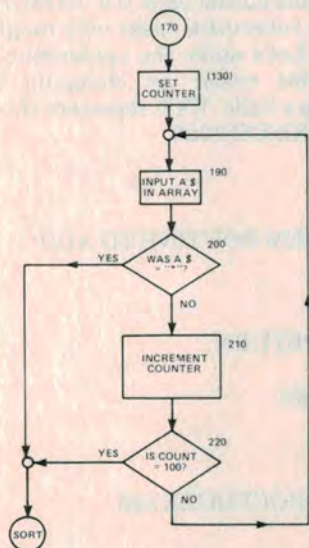 170
(130)
SET
COUNTER
190
INPUT A $
IN ARRAY
200
YES
WAS A $
= "*"?
NO
210
INCREMENT
COUNTER
220
YES
IS COUNT
= 100?
NO
SORT